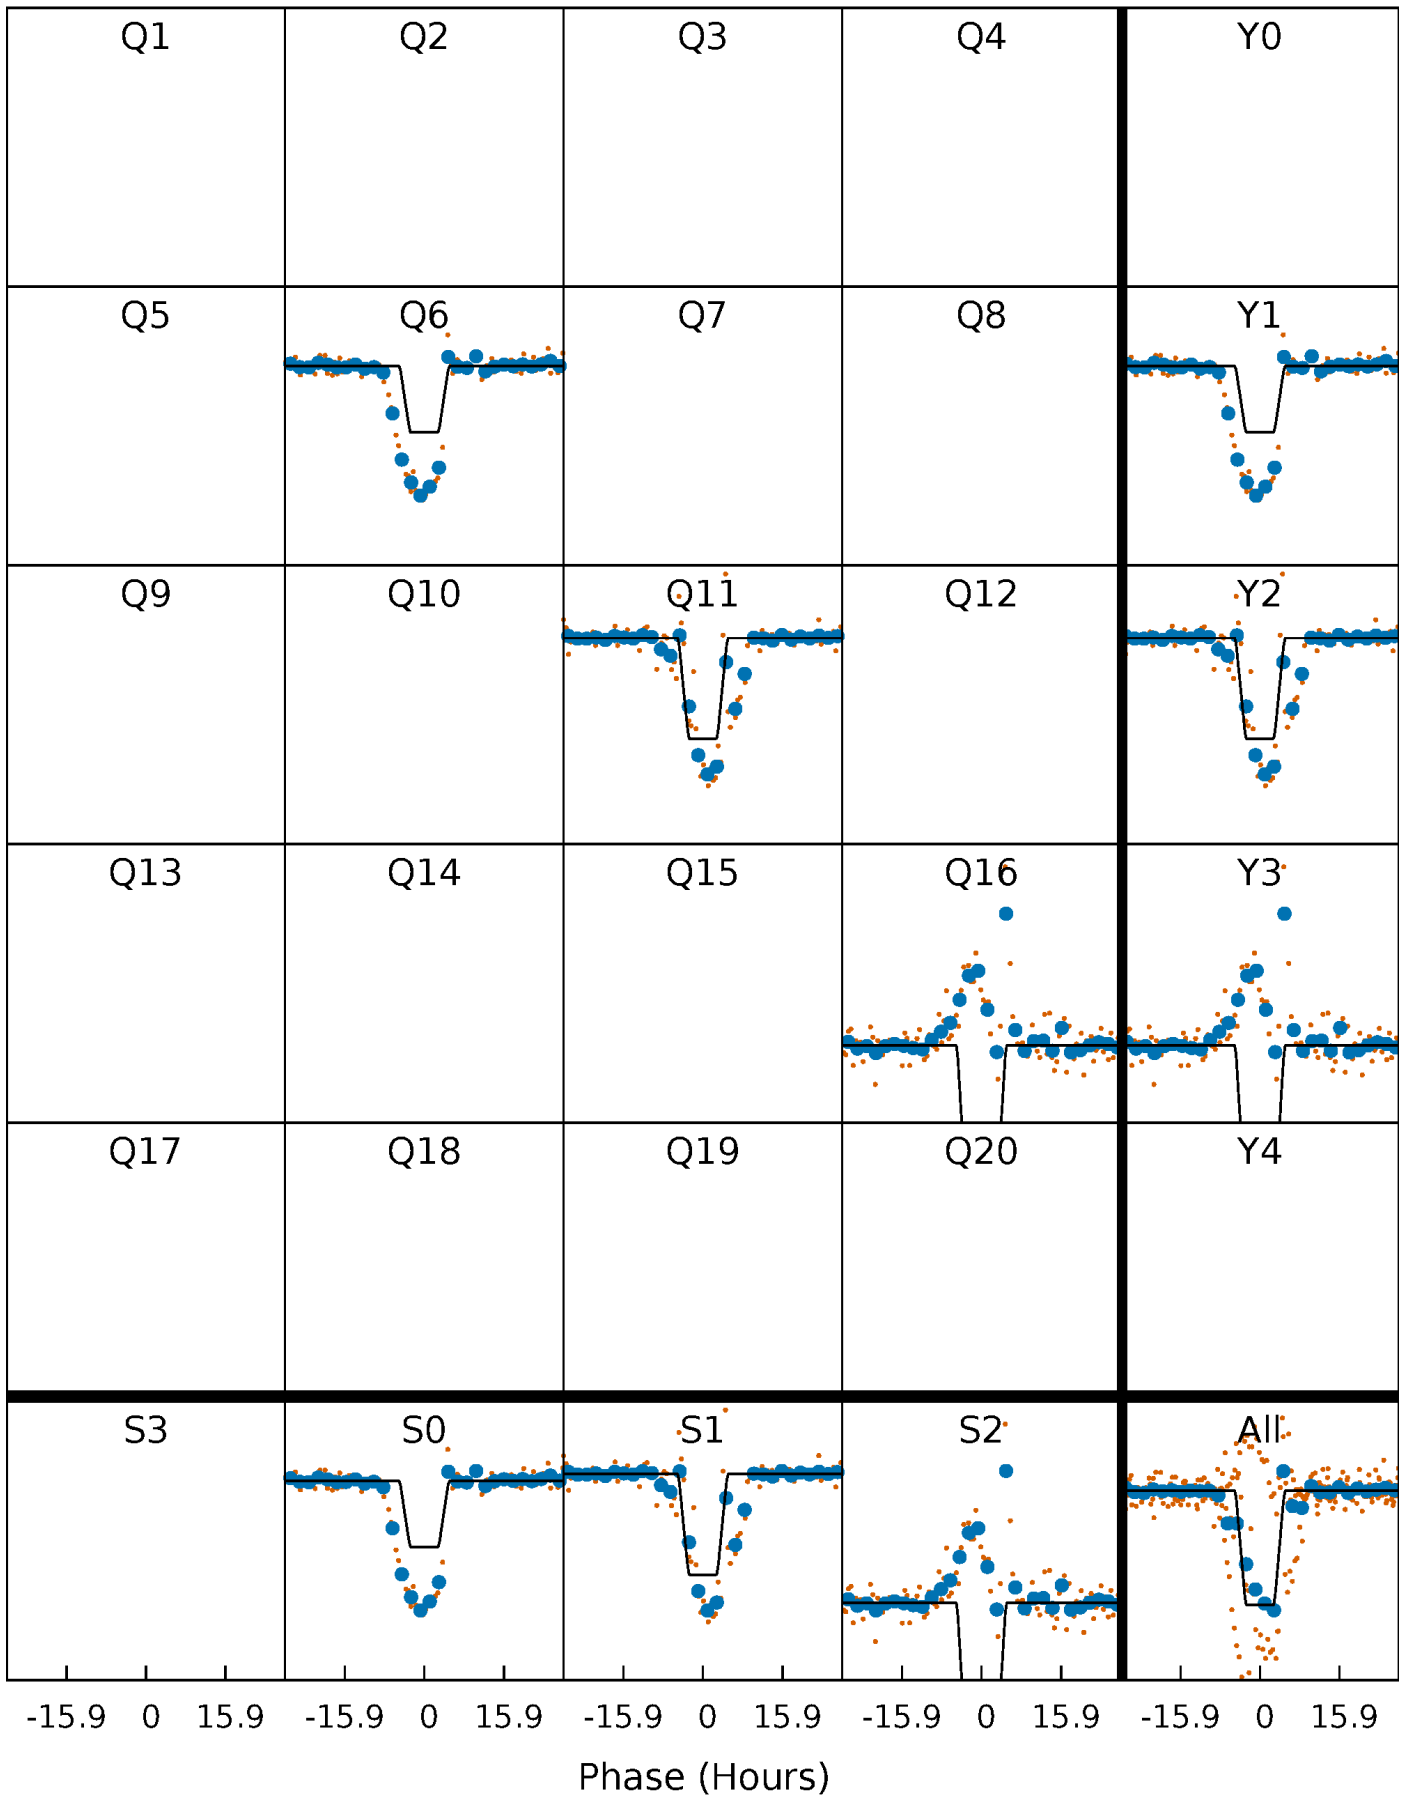 Q1 Q2 Q3 Q4 Y0
Q5 Q6 Q7 Q8 Y1
Q9 Q10 Q11 Q12 Y2
Q13 Q14 Q15 Q16 Y3
Q17 Q18 Q19 Q20 Y4
S3 S0 S1 S2 All
-15.9 0 15.9 -15.9 0 15.9 -15.9 0 15.9 -15.9 0 15.9 -15.9 0 15.9
Phase (Hours)